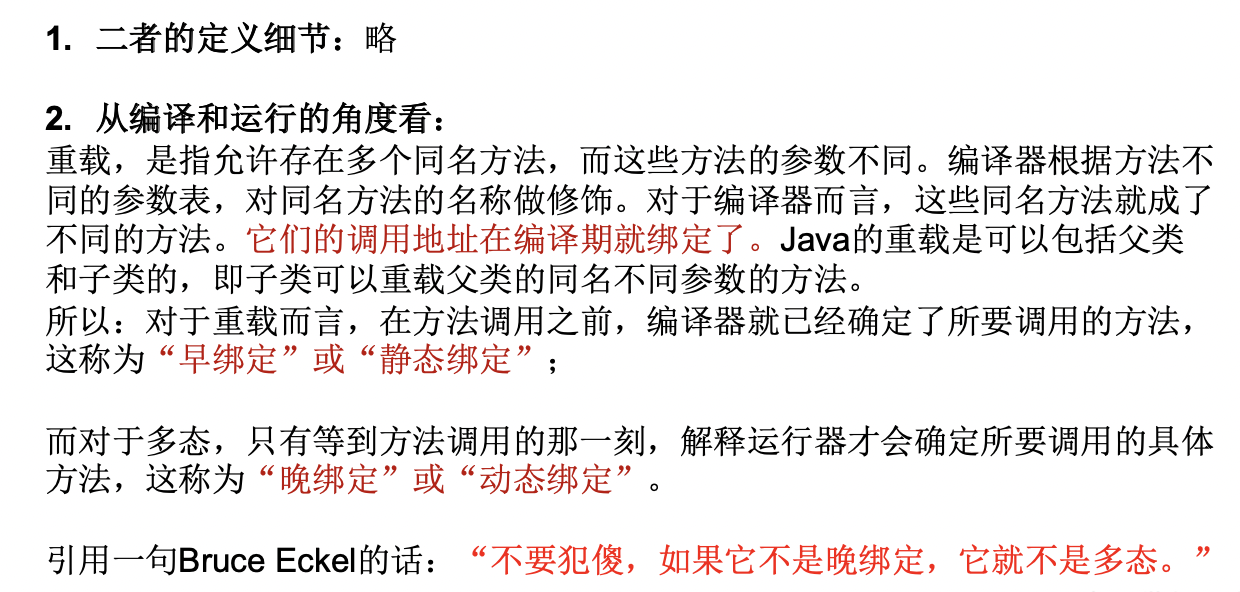 1. 二者的定义细节：略
2. 从编译和运行的角度看：
重载，是指允许存在多个同名方法，而这些方法的参数不同。编译器根据方法不
同的参数表，对同名方法的名称做修饰。对于编译器而言，这些同名方法就成了
不同的方法。它们的调用地址在编译期就绑定了。Java的重载是可以包括父类
和子类的，即子类可以重载父类的同名不同参数的方法。
所以：对于重载而言，在方法调用之前，编译器就已经确定了所要调用的方法，
这称为“早绑定”或“静态绑定”；
而对于多态，只有等到方法调用的那一刻，解释运行器才会确定所要调用的具体
方法，这称为“晚绑定”或“动态绑定”。
引用一句Bruce Eckel的话：“不要犯傻，如果它不是晚绑定，它就不是多态。”